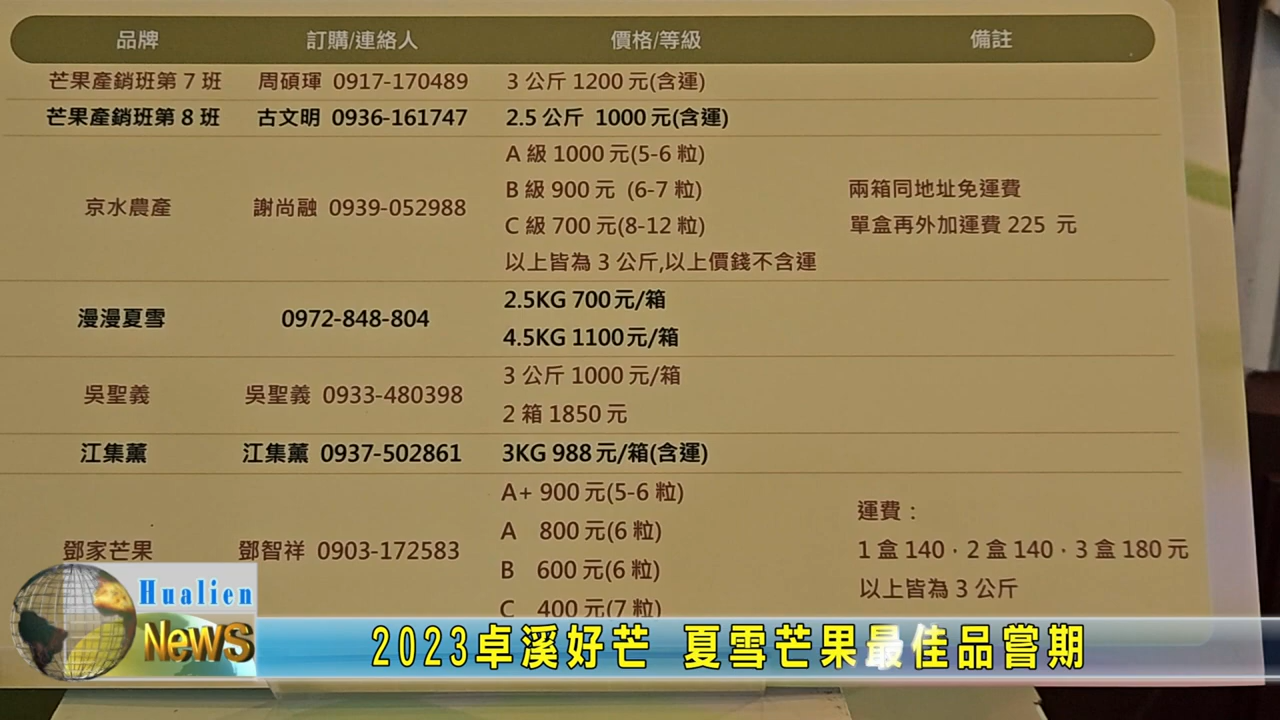 品牌 訂購/連絡人 價格/等級 備註
芒果產銷班第 7 班 周碩琿 0917-170489 3 公斤 1200 元(含運)
芒果產銷班第 8 班 古文明 0936-161747 2.5 公斤 1000 元(含運)
A 級 1000 元(5-6 粒)
B 級 900 元 (6-7 粒) 兩箱同地址免運費
京水農產 謝尚融 0939-052988
C 級 700 元(8-12 粒) 單盒再外加運費 225 元
以上皆為 3 公斤,以上價錢不含運
2.5KG 700 元/箱
漫漫夏雪 0972-848-804
4.5KG 1100 元/箱
3 公斤 1000 元/箱
吳聖義 吳聖義 0933-480398
2 箱 1850 元
江集薰 江集薰 0937-502861 3KG 988 元/箱(含運)
A+ 900 元(5-6 粒) 運費：
A 800 元(6 粒)
鄧家芒果 鄧智祥 0903-172583 1 盒 140，2 盒 140，3 盒 180 元
B 600 元(6 粒) 以上皆為 3 公斤
C 400 元(7 粒)
Hualien
NewS
2023卓溪好芒 夏雪芒果最佳品嘗期